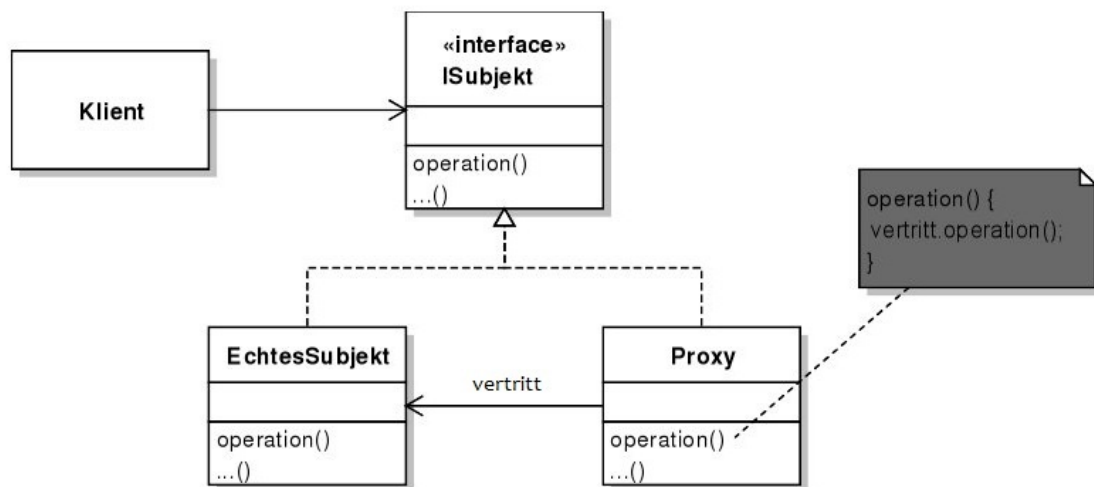 «interface»
ISubjekt
Klient
operation()
...()
operation() {
vertritt.operation();
}
EchtesSubjekt
vertritt
Proxy
operation()
...()
operation()
...()